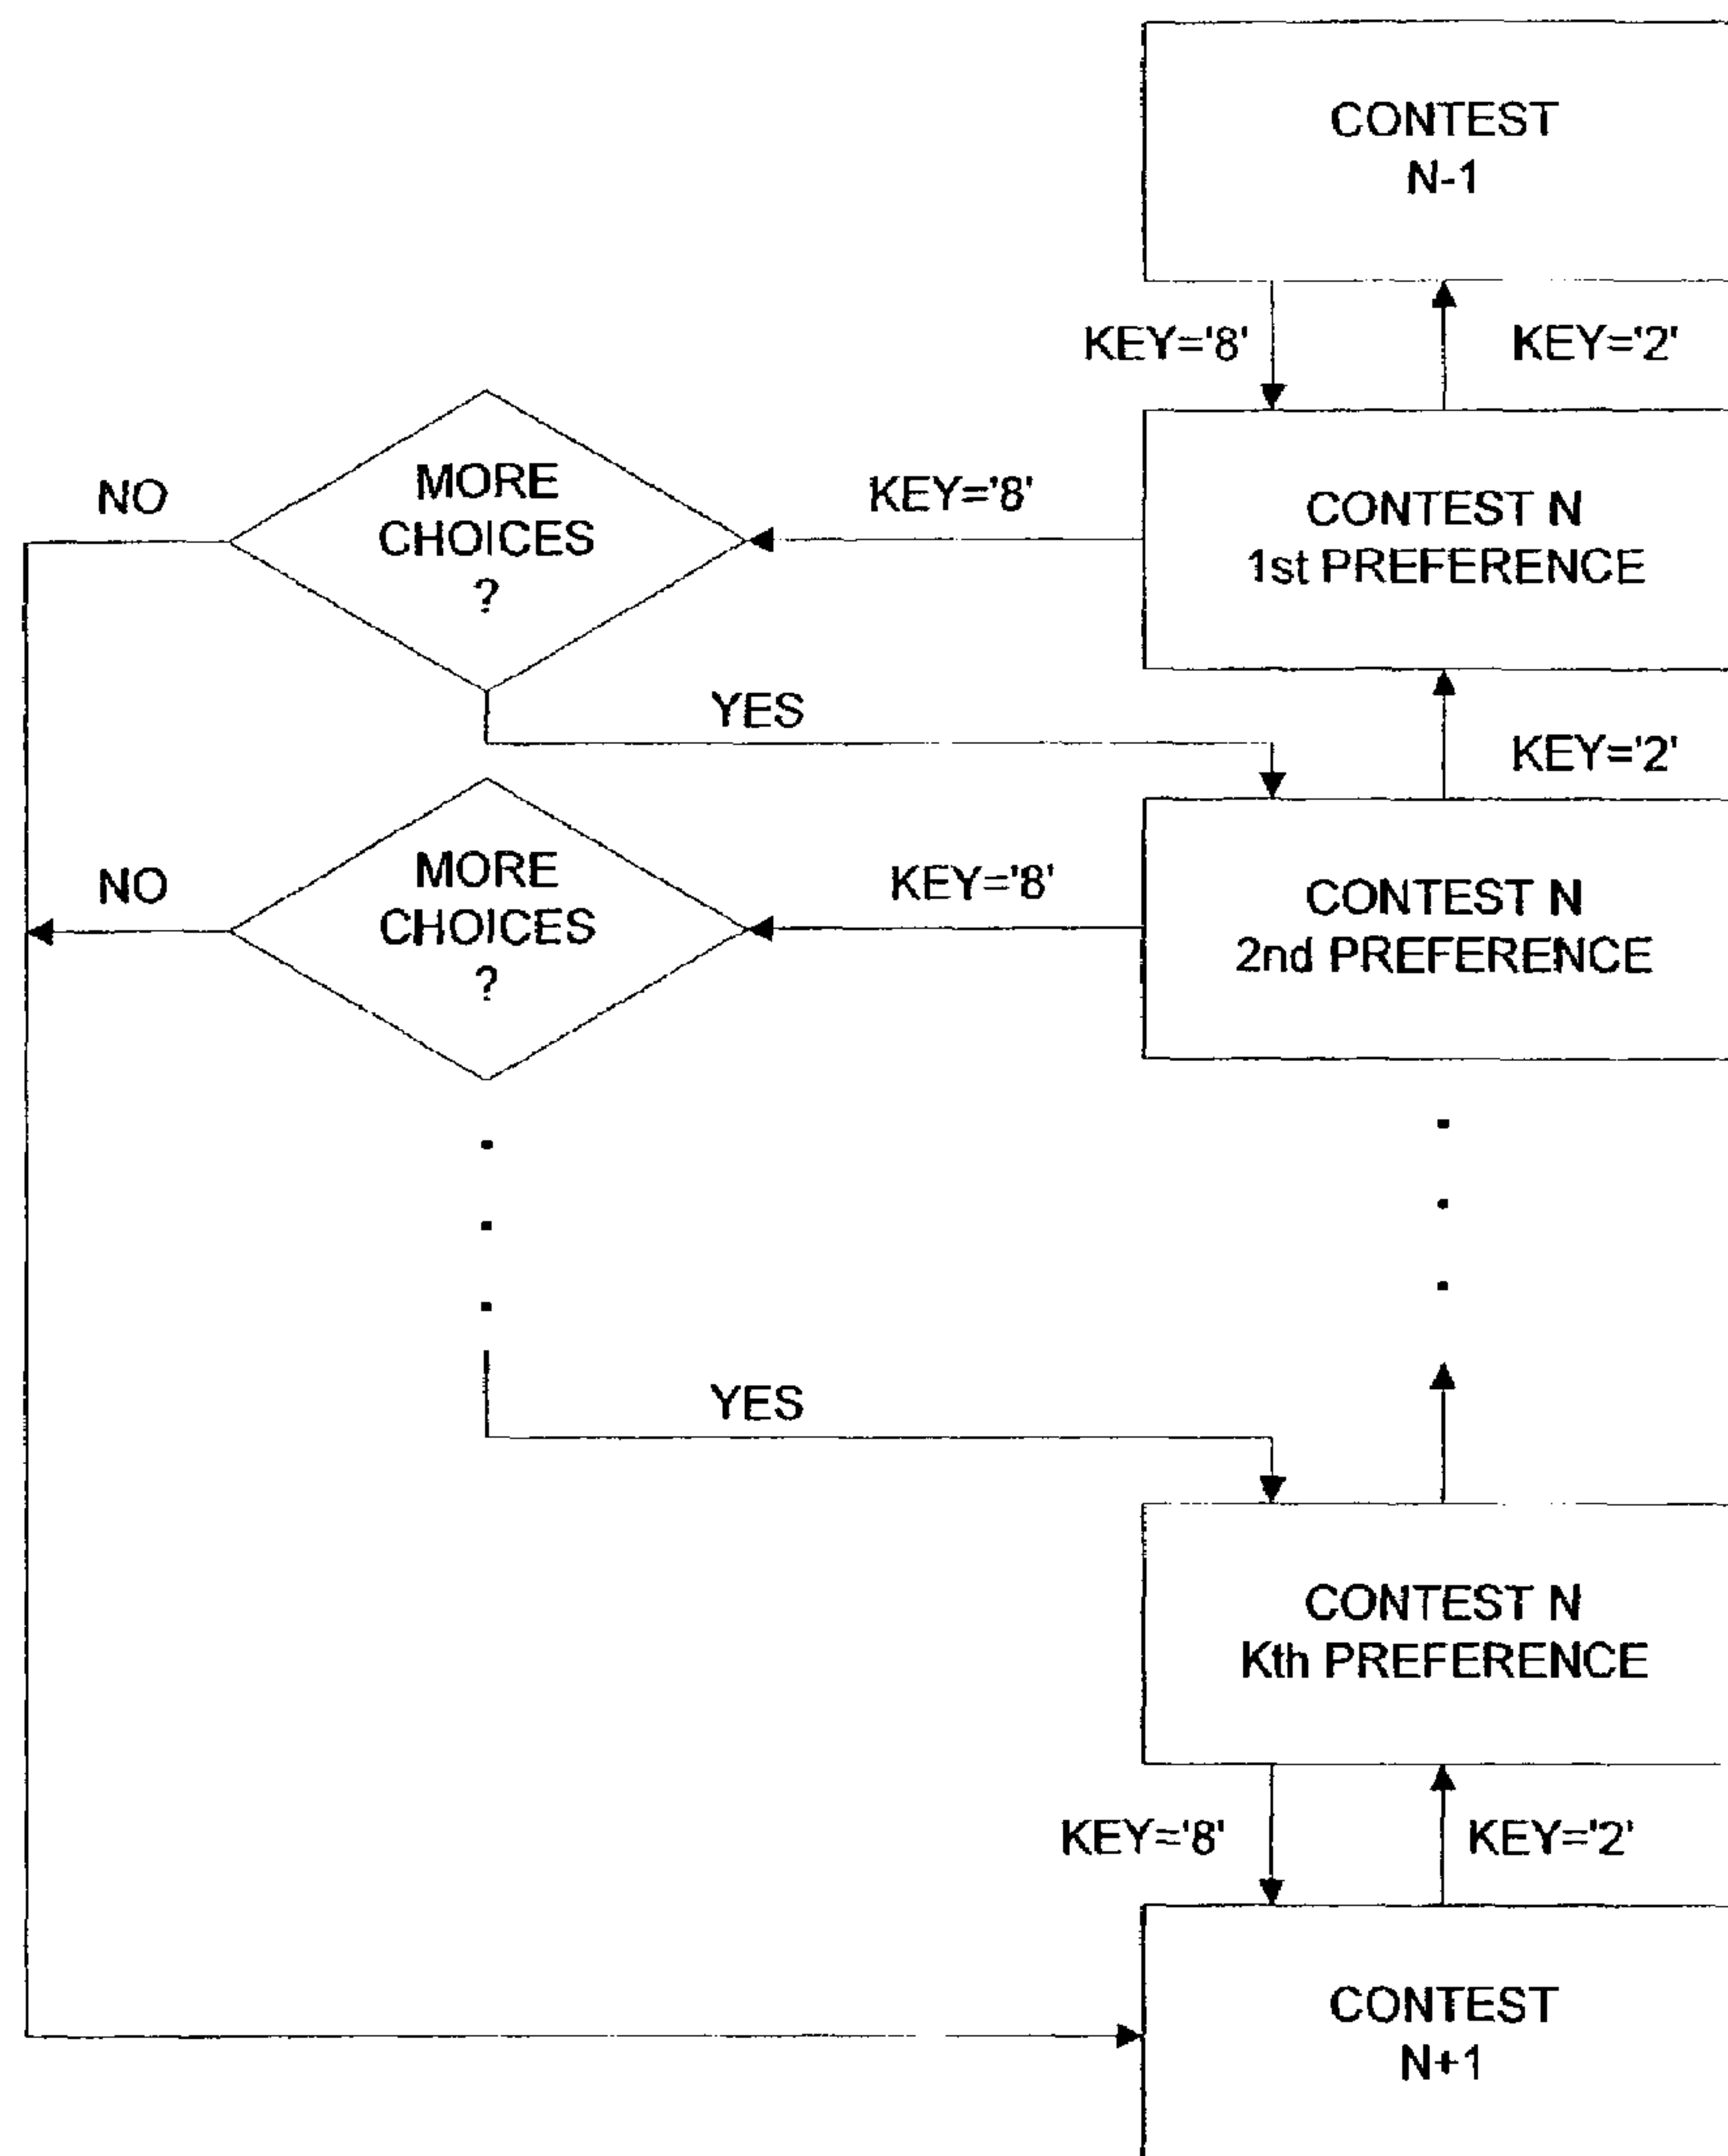 CONTEST
N-1
KEY='8'
KEY='2'
NO
MORE
CHOICES
?
KEY='8'
CONTEST N
1st PREFERENCE
YES
KEY='2'
NO
MORE
CHOICES
?
KEY='8'
CONTEST N
2nd PREFERENCE
YES
CONTEST N
Kth PREFERENCE
KEY='8'
KEY='2'
CONTEST
N+1